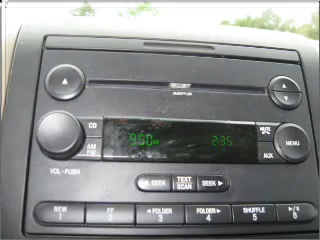 MP3
CD
AM
FM
950
2:35
MUTE
AUX
MENU
VOL - PUSH
SEEK
TEXT
SCAN
SEEK
REW
1
FF
2
FOLDER
3
FOLDER
4
SHUFFLE
5
6